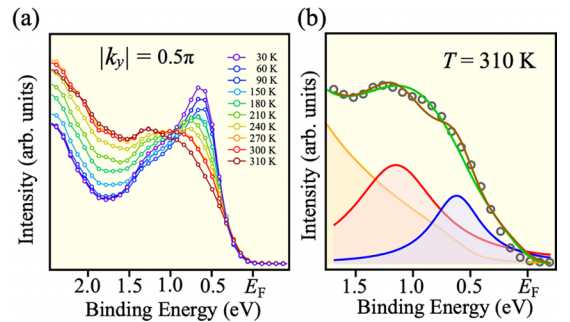 (a)
|k_y| = 0.5π
30 K
60 K
90 K
150 K
180 K
210 K
240 K
270 K
300 K
310 K
Intensity (arb. units)
2.0 1.5 1.0 0.5 E_F
Binding Energy (eV)
(b)
T = 310 K
Intensity (arb. units)
1.5 1.0 0.5 E_F
Binding Energy (eV)